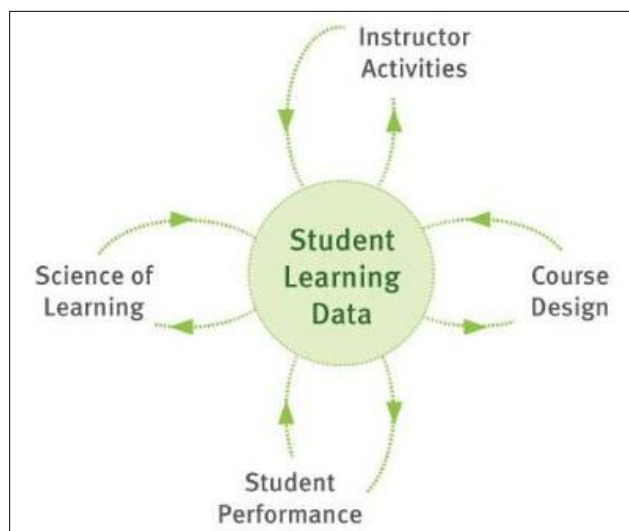 Instructor
Activities
Student
Learning
Data
Science of
Learning
Course
Design
Student
Performance